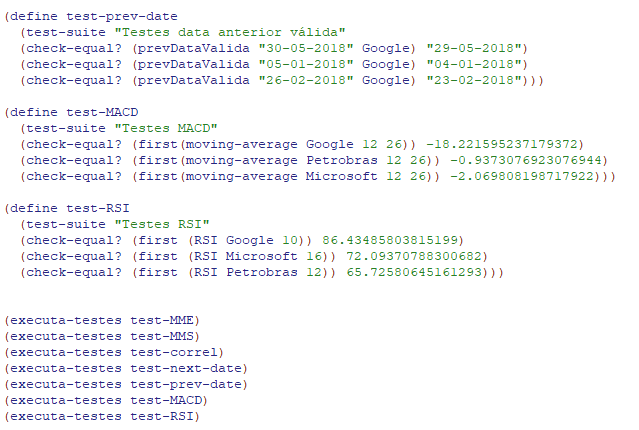 (define test-prev-date
  (test-suite "Testes data anterior válida"
  (check-equal? (prevDataValida "30-05-2018" Google) "29-05-2018")
  (check-equal? (prevDataValida "05-01-2018" Google) "04-01-2018")
  (check-equal? (prevDataValida "26-02-2018" Google) "23-02-2018")))

(define test-MACD
  (test-suite "Testes MACD"
  (check-equal? (first(moving-average Google 12 26)) -18.221595237179372)
  (check-equal? (first(moving-average Petrobras 12 26)) -0.9373076923076944)
  (check-equal? (first(moving-average Microsoft 12 26)) -2.069808198717922)))

(define test-RSI
  (test-suite "Testes RSI"
  (check-equal? (first (RSI Google 10)) 86.43485803815199)
  (check-equal? (first (RSI Microsoft 16)) 72.09370788300682)
  (check-equal? (first (RSI Petrobras 12)) 65.72580645161293)))

(executa-testes test-MME)
(executa-testes test-MMS)
(executa-testes test-correl)
(executa-testes test-next-date)
(executa-testes test-prev-date)
(executa-testes test-MACD)
(executa-testes test-RSI)